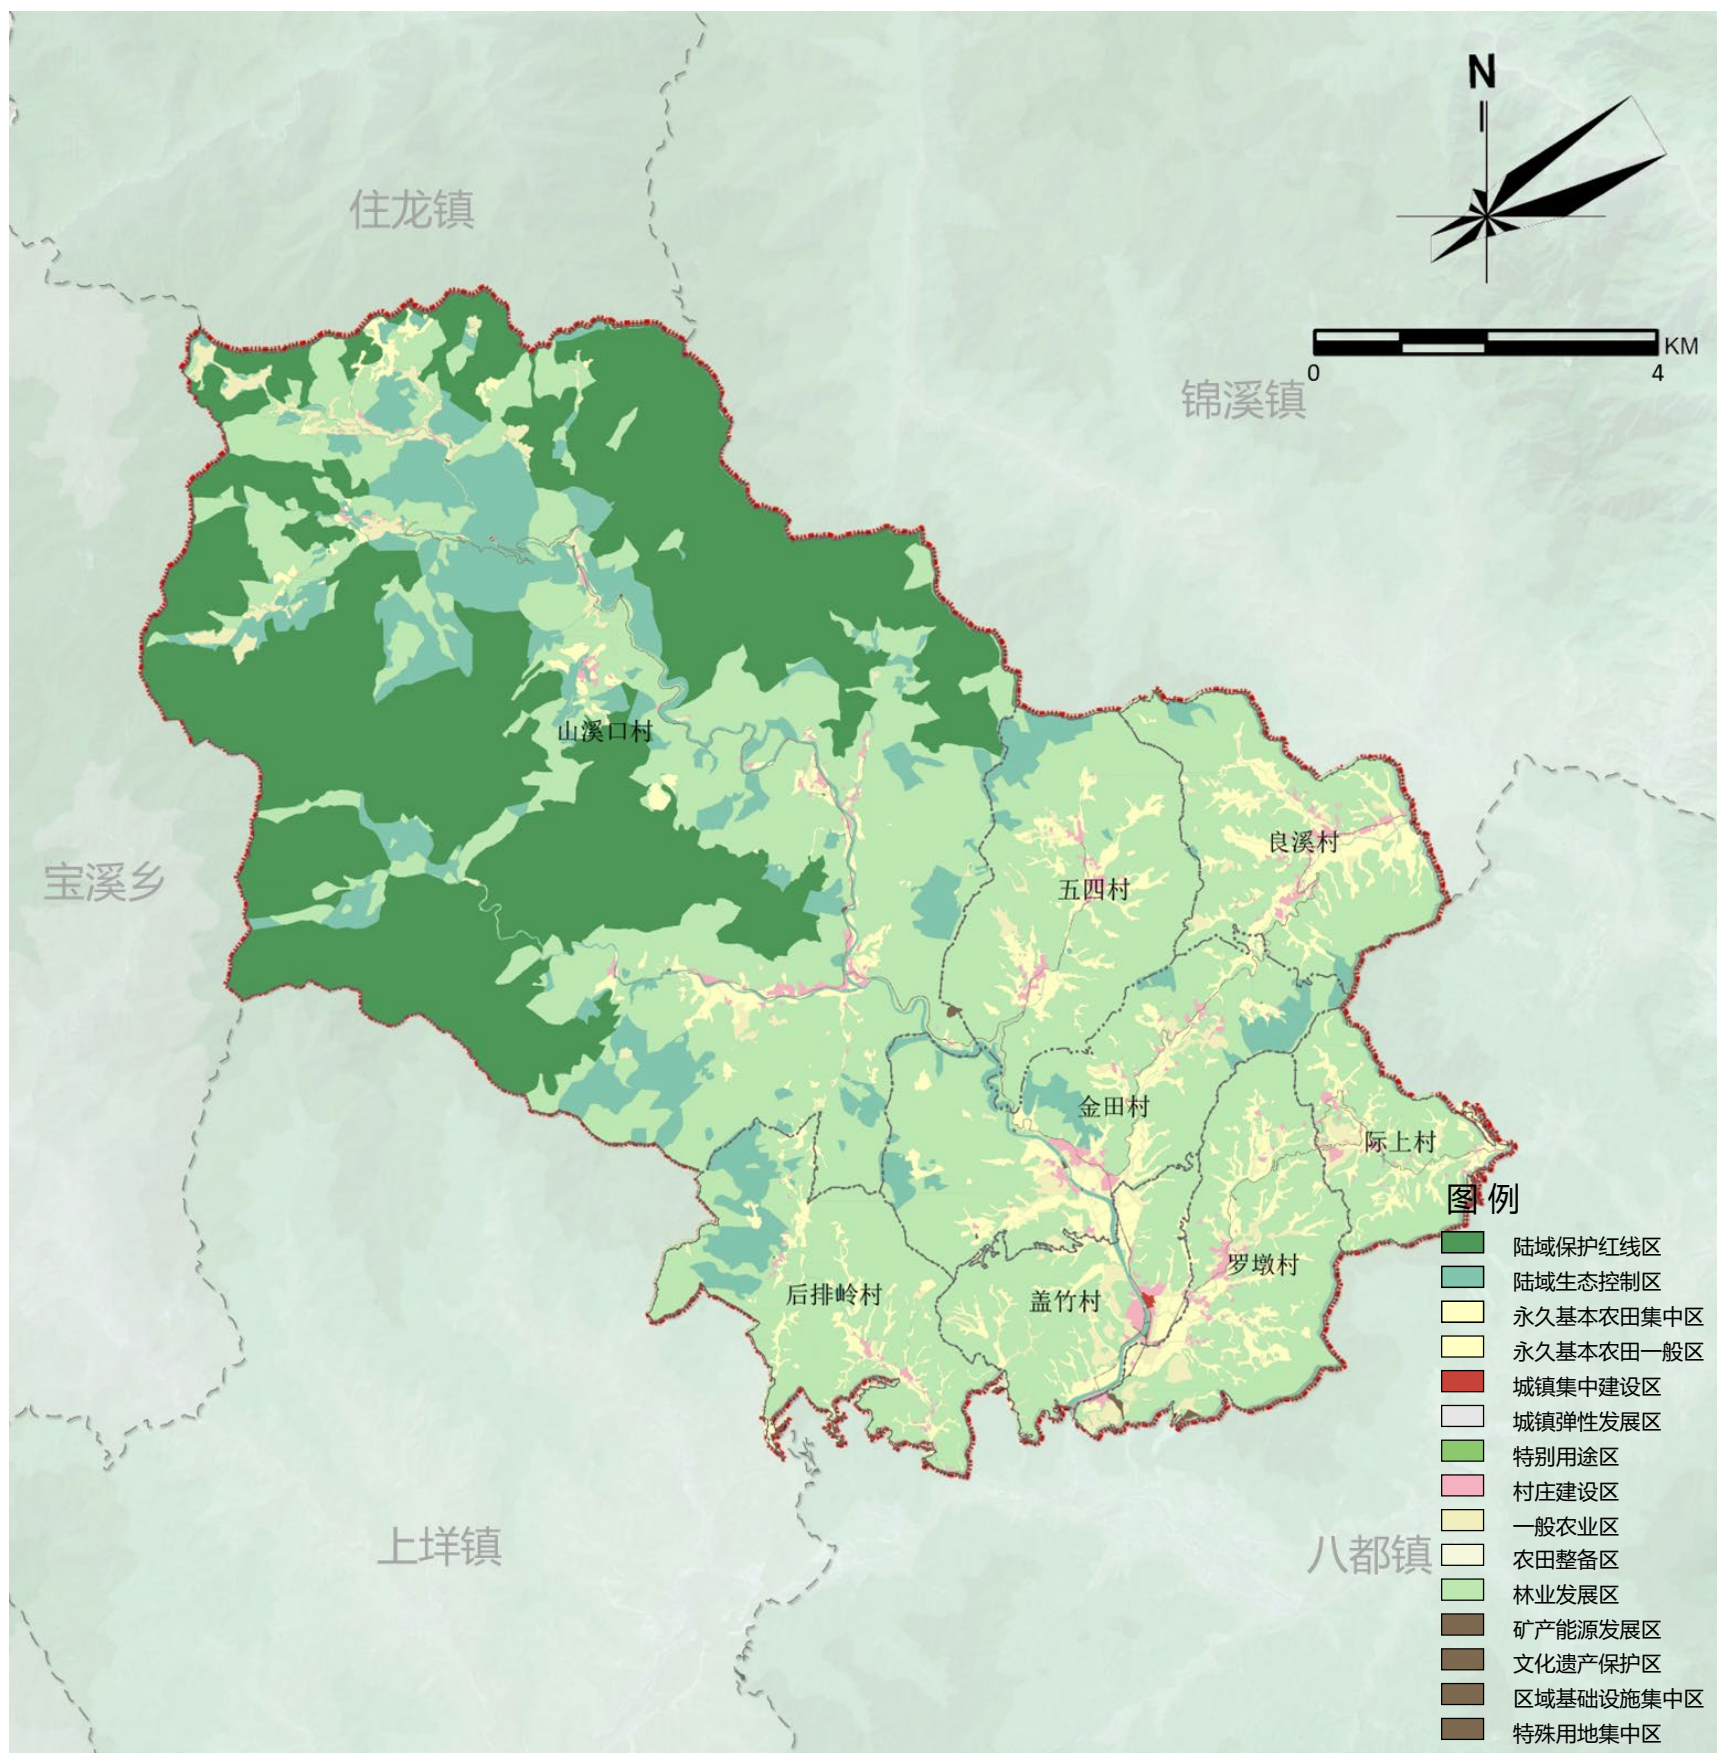 N
住龙镇
KM
0
4
锦溪镇
山溪口村
良溪村
宝溪乡
五四村
金田村
际上村
图例
陆域保护红线区
罗墩村
陆域生态控制区
后排岭村
盖竹村
永久基本农田集中区
永久基本农田一般区
城镇集中建设区
城镇弹性发展区
特别用途区
村庄建设区
一般农业区
上垟镇
八都镇
农田整备区
林业发展区
矿产能源发展区
文化遗产保护区
区域基础设施集中区
特殊用地集中区